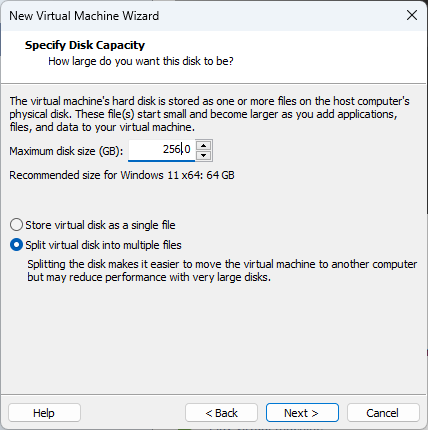 New Virtual Machine Wizard
Specify Disk Capacity
How large do you want this disk to be?
The virtual machine's hard disk is stored as one or more files on the host computer's
physical disk. These file(s) start small and become larger as you add applications,
files, and data to your virtual machine.
Maximum disk size (GB): 256.0
Recommended size for Windows 11 x64: 64 GB
Store virtual disk as a single file
Split virtual disk into multiple files
Splitting the disk makes it easier to move the virtual machine to another computer
but may reduce performance with very large disks.
Help < Back Next > Cancel